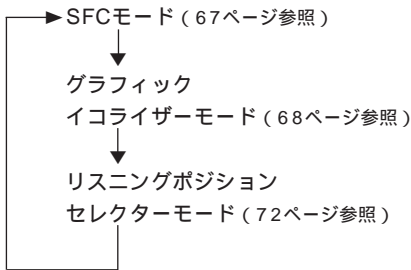 SFCモード（67ページ参照）
グラフィック
イコライザーモード（68ページ参照）
リスニングポジション
セレクターモード（72ページ参照）